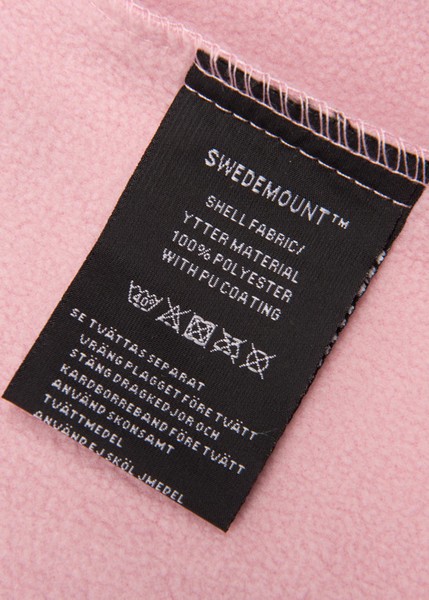 SWEDEMOUNT™
SHELL FABRIC/
YTTER MATERIAL
100% POLYESTER
WITH PU COATING
40°
SE TVÄTTAS SEPARAT
VRÄNG PLAGGET FÖRE TVÄTT
STÄNG DRAGKEDJOR OCH
KARDBORREBAND FÖRE TVÄTT
ANVÄND SKONSAMT
TVÄTTMEDEL
ANVÄND EJ SKÖLJMEDEL